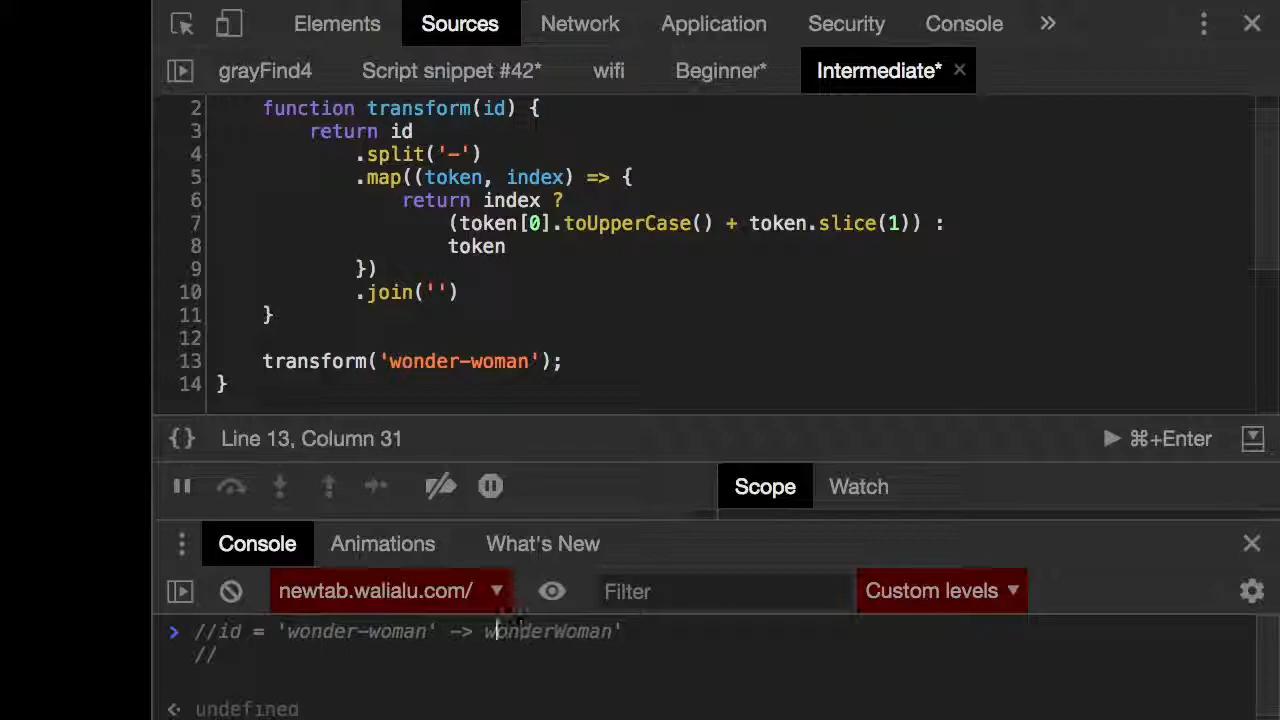 Elements Sources Network Application Security Console »
grayFind4 Script snippet #42* wifi Beginner* Intermediate* ×
2 function transform(id) {
3 return id
4 .split('-')
5 .map((token, index) => {
6 return index ?
7 (token[0].toUpperCase() + token.slice(1)) :
8 token
9 })
10 .join('')
11 }
12
13 transform('wonder-woman');
14 }
{} Line 13, Column 31 ⌘+Enter
Scope Watch
Console Animations What's New
newtab.walialu.com/ Filter Custom levels
> //id = 'wonder-woman' -> wonderWoman'
//
undefined